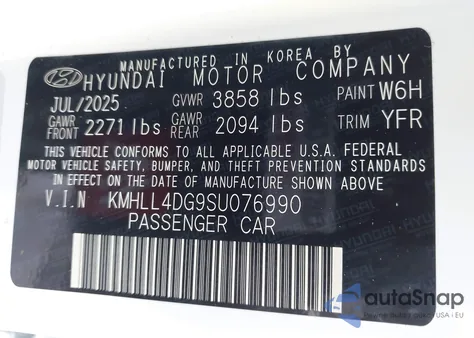 MANUFACTURED IN KOREA BY
HYUNDAI MOTOR COMPANY
JUL/2025 GVWR 3858 lbs PAINT W6H
GAWR FRONT 2271 lbs GAWR REAR 2094 lbs TRIM YFR
THIS VEHICLE CONFORMS TO ALL APPLICABLE U.S.A. FEDERAL
MOTOR VEHICLE SAFETY, BUMPER, AND THEFT PREVENTION STANDARDS
IN EFFECT ON THE DATE OF MANUFACTURE SHOWN ABOVE.
V.I.N KMHLL4DG9SU076990
PASSENGER CAR
autoSnap